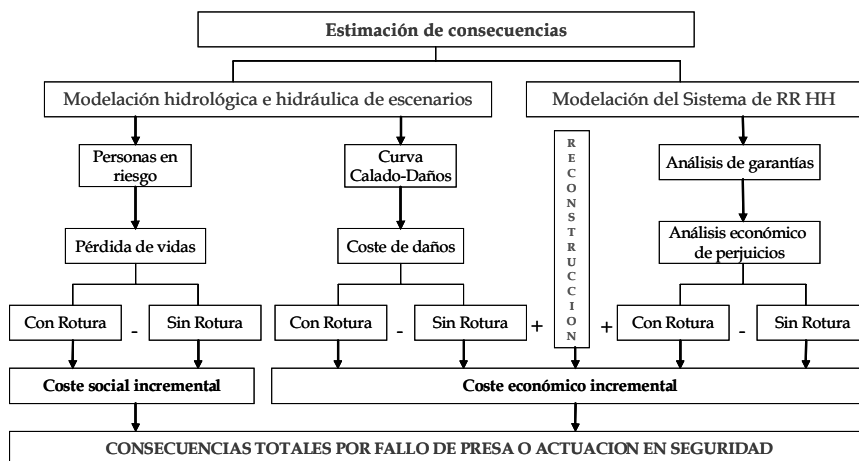 Estimación de consecuencias
Modelación hidrológica e hidráulica de escenarios
Modelación del Sistema de RR HH
Personas en
riesgo
Curva
Calado-Daños
RECONSTRUCCION
Análisis de garantías
Pérdida de vidas
Coste de daños
Análisis económico
de perjuicios
Con Rotura - Sin Rotura
Con Rotura - Sin Rotura + + Con Rotura - Sin Rotura
Coste social incremental
Coste económico incremental
CONSECUENCIAS TOTALES POR FALLO DE PRESA O ACTUACION EN SEGURIDAD